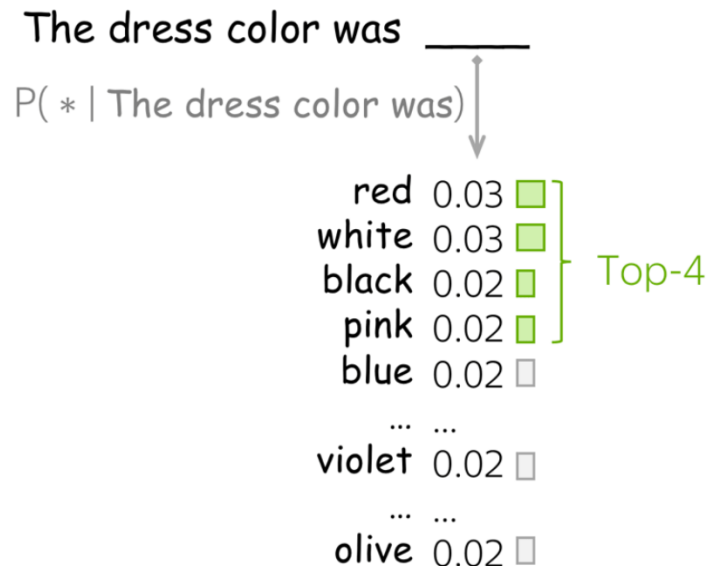 The dress color was ____
P( * | The dress color was)
red 0.03
white 0.03
Top-4
black 0.02
pink 0.02
blue 0.02
... ...
violet 0.02
... ...
olive 0.02